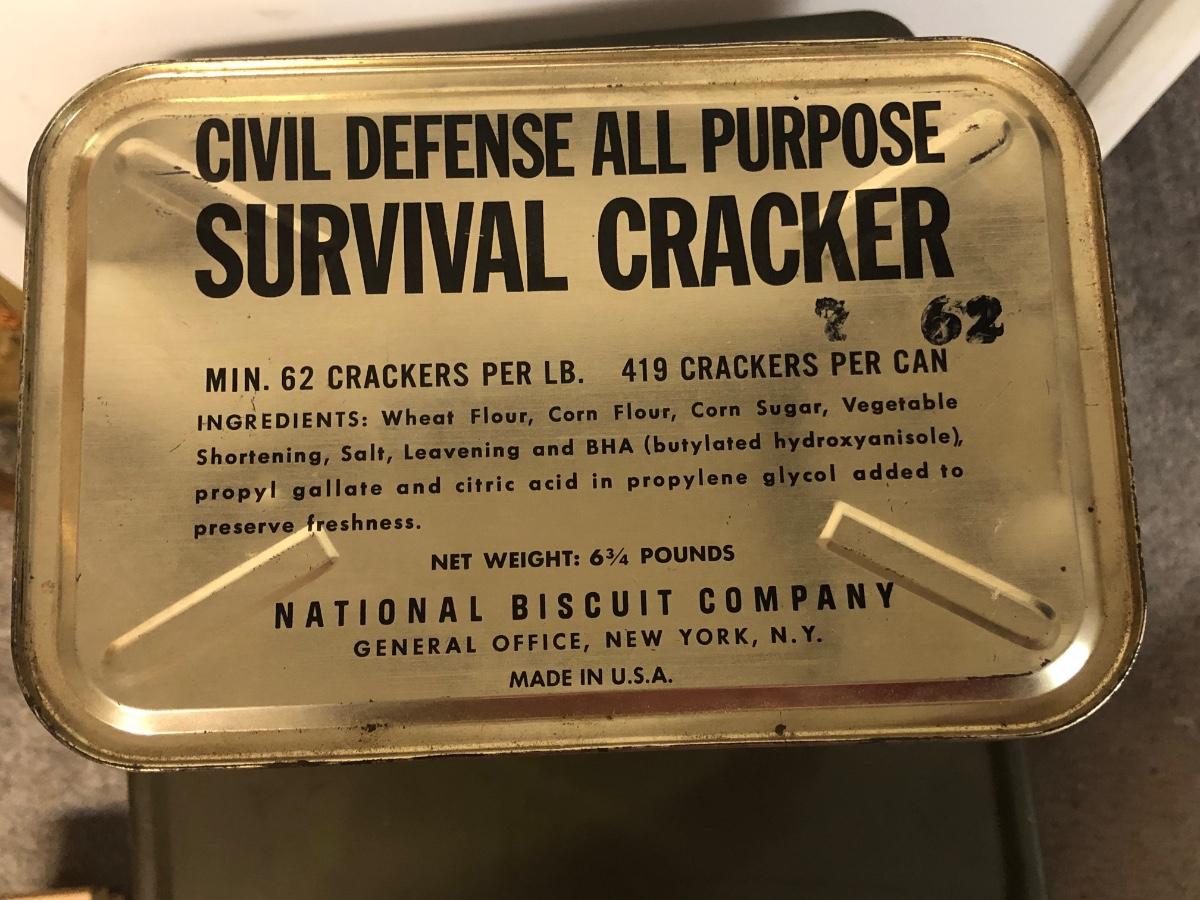 CIVIL DEFENSE ALL PURPOSE
SURVIVAL CRACKER
62
MIN. 62 CRACKERS PER LB. 419 CRACKERS PER CAN
INGREDIENTS: Wheat Flour, Corn Flour, Corn Sugar, Vegetable
Shortening, Salt, Leavening and BHA (butylated hydroxyanisole),
propyl gallate and citric acid in propylene glycol added to
preserve freshness.
NET WEIGHT: 6¾ POUNDS
NATIONAL BISCUIT COMPANY
GENERAL OFFICE, NEW YORK, N.Y.
MADE IN U.S.A.